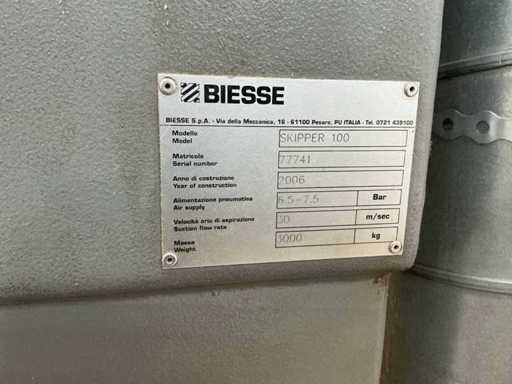 BIESSE
BIESSE S.p.A. - Via della Meccanica, 16 - 61100 Pesaro, PU ITALIA - Tel. 0721 439100
Modello
Model
SKIPPER 100
Matricola
Serial number
77741
Anno di costruzione
Year of construction
2006
Alimentazione pneumatica
Air supply
6.5-7.5
Bar
Velocità aria di aspirazione
Suction flow rate
30
m/sec
Massa
Weight
3000
kg